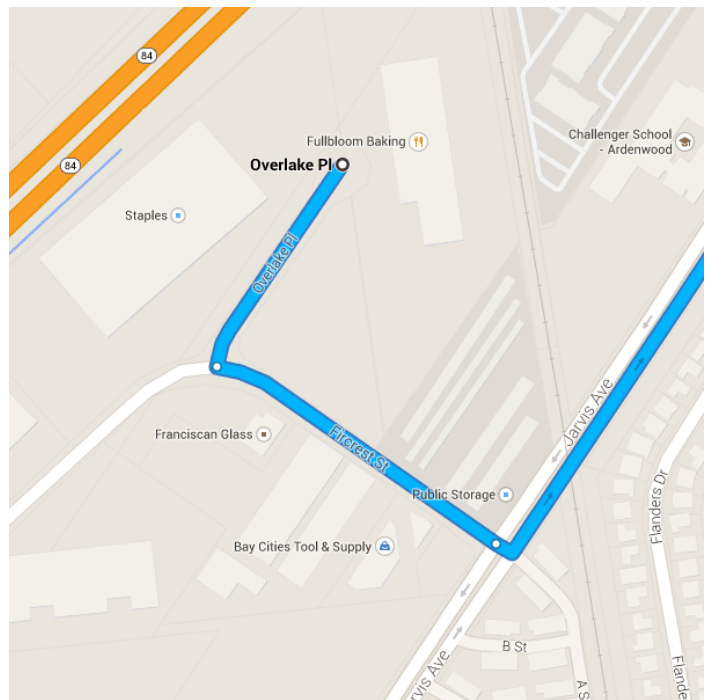 84
84
Fullbloom Baking
Challenger School
- Ardenwood
Overlake Pl
Staples
Overlake Pl
Jarvis Ave
Franciscan Glass
Fircrest St
Public Storage
Flanders Dr
Bay Cities Tool & Supply
B St
Jarvis Ave
A S
Flande